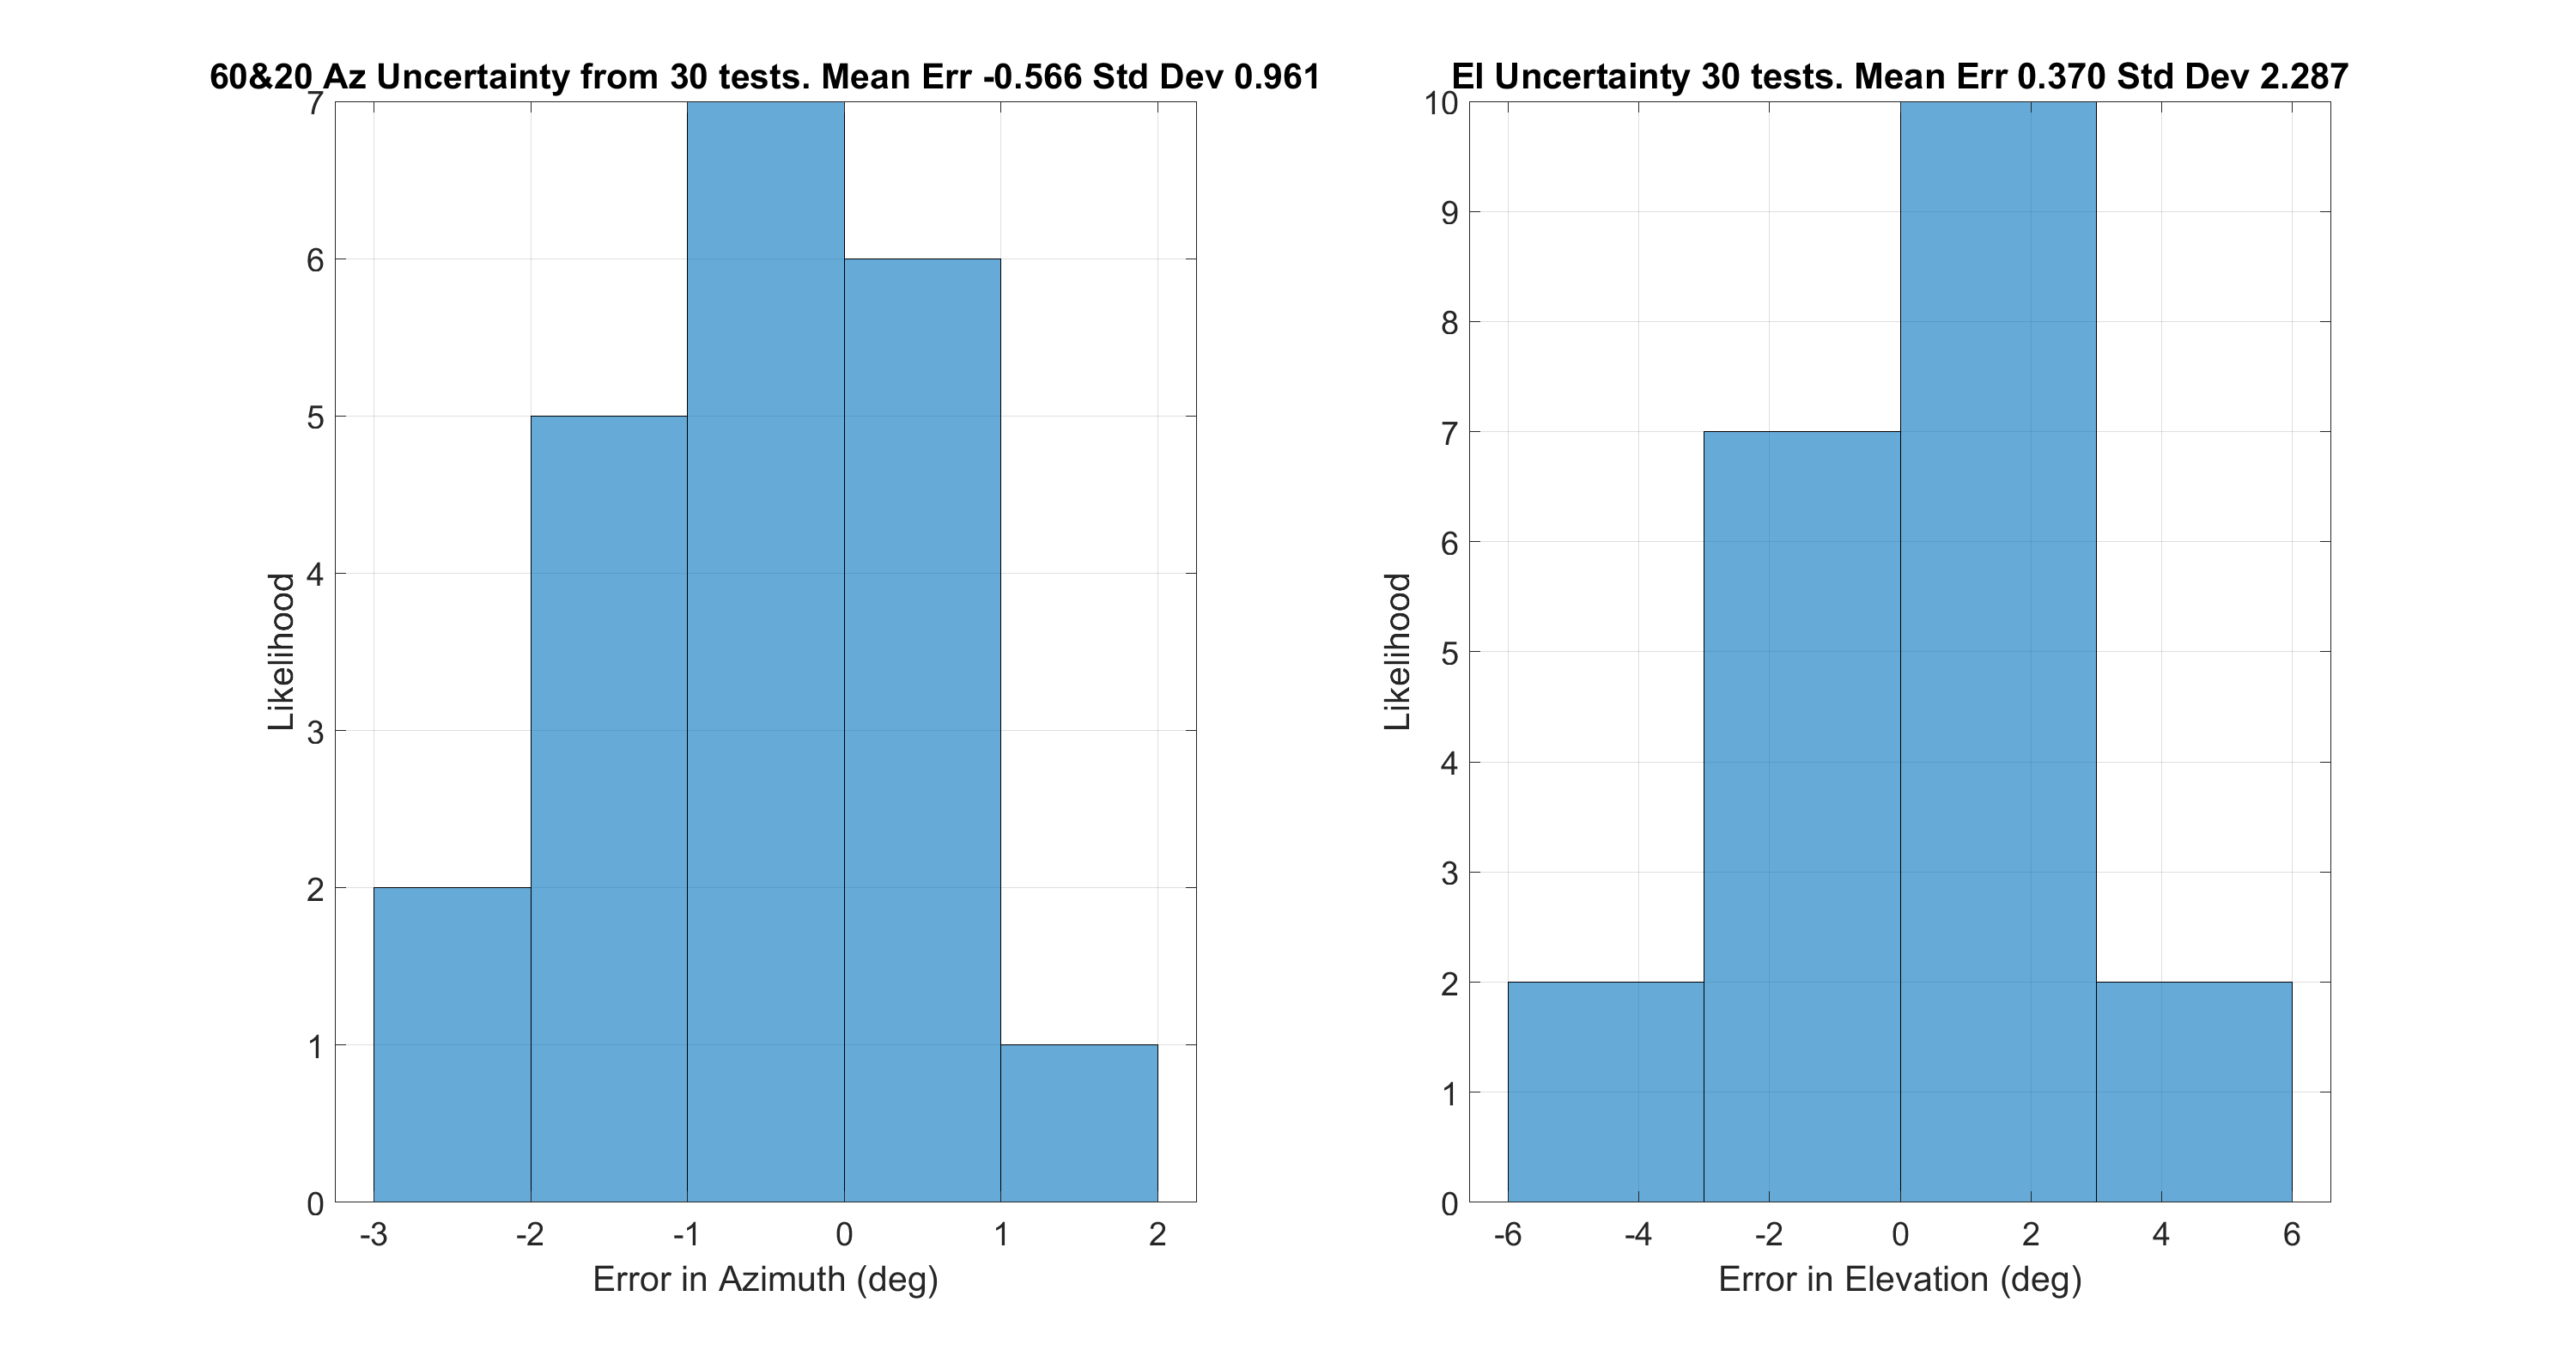 60&20 Az Uncertainty from 30 tests. Mean Err -0.566 Std Dev 0.961
7
6
5
4
3
2
1
0
Likelihood
-3 -2 -1 0 1 2
Error in Azimuth (deg)
El Uncertainty 30 tests. Mean Err 0.370 Std Dev 2.287
10
9
8
7
6
5
4
3
2
1
0
Likelihood
-6 -4 -2 0 2 4 6
Error in Elevation (deg)